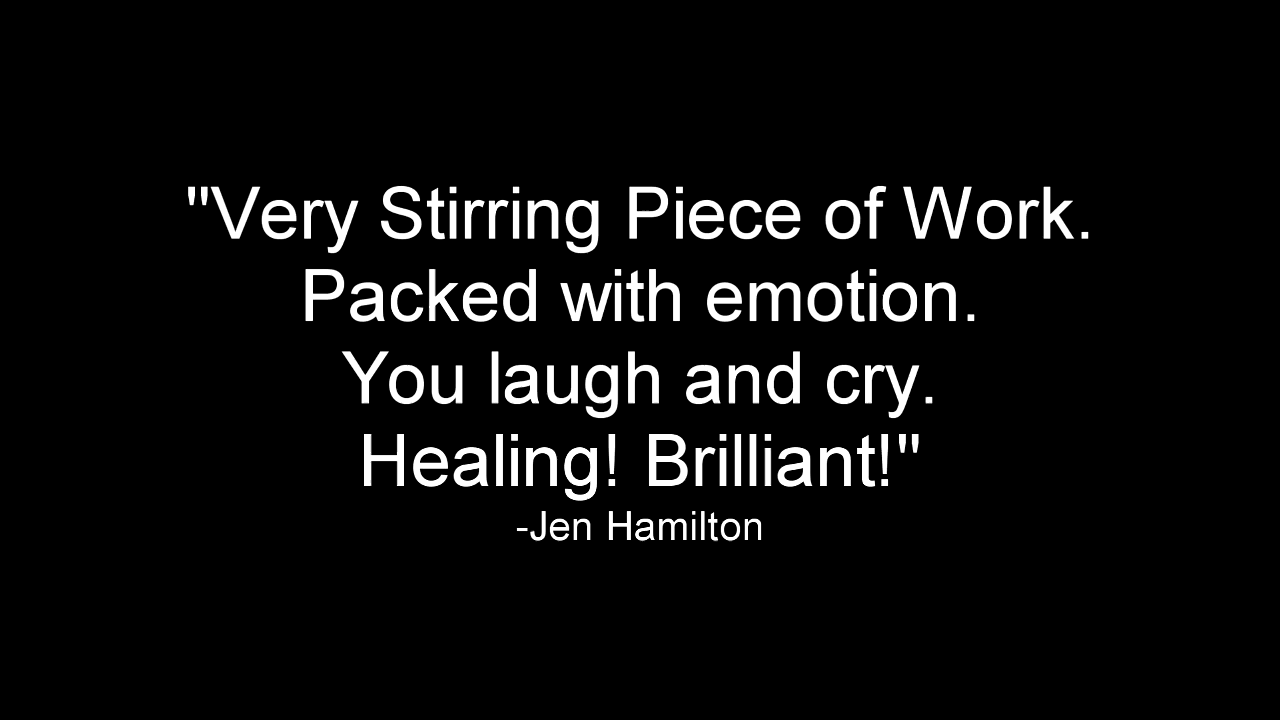 "Very Stirring Piece of Work.
Packed with emotion.
You laugh and cry.
Healing! Brilliant!"
-Jen Hamilton